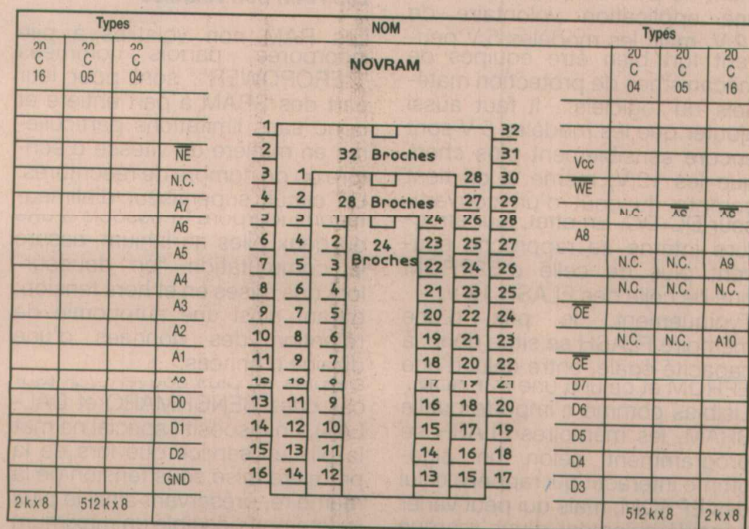 Types NOM Types
20 C 16 20 C 05 20 C 04 NOVRAM 20 C 04 20 C 05 20 C 16
1 32
NE 2 32 Broches 31 Vcc
N.C. 3 1 28 30 WE
A7 4 2 28 Broches 27 29 N.C.
A6 24 26 28 A8
A5 6 4 24 23 25 27 N.C. N.C. A9
A4 7 5 3 Broches 22 24 26 N.C. N.C.
8 6 4 21 23 25
A3 9 7 5 20 22 24 OE
A2 10 8 6 19 21 23 N.C. N.C. A10
A1 11 9 7 18 20 22 CE
D7
D0 13 11 9 16 18 20 D6
D1 14 12 10 15 17 19 D5
D2 15 13 11 14 16 18 D4
GND 16 14 12 13 15 17 D3
2 k x 8 512 k x 8 512 k x 8 2 k x 8